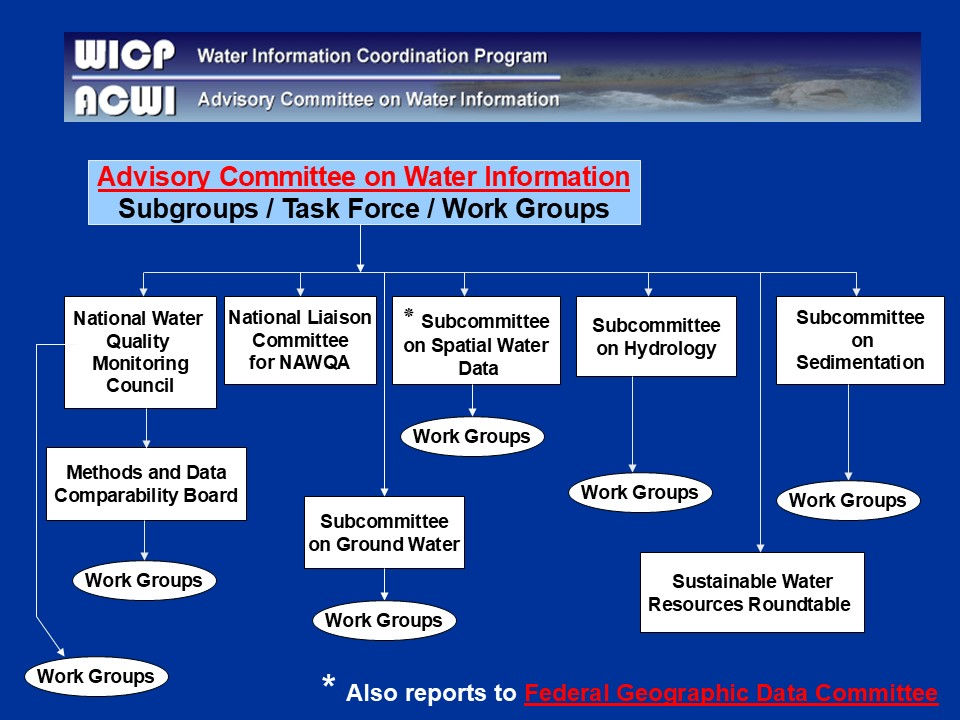 WICP Water Information Coordination Program
ACWI Advisory Committee on Water Information
Advisory Committee on Water Information
Subgroups / Task Force / Work Groups
National Water
Quality
Monitoring
Council
National Liaison
Committee
for NAWQA
* Subcommittee
on Spatial Water
Data
Subcommittee
on Hydrology
Subcommittee
on
Sedimentation
Work Groups
Methods and Data
Comparability Board
Work Groups
Work Groups
Subcommittee
on Ground Water
Work Groups
Sustainable Water
Resources Roundtable
Work Groups
Work Groups
* Also reports to Federal Geographic Data Committee